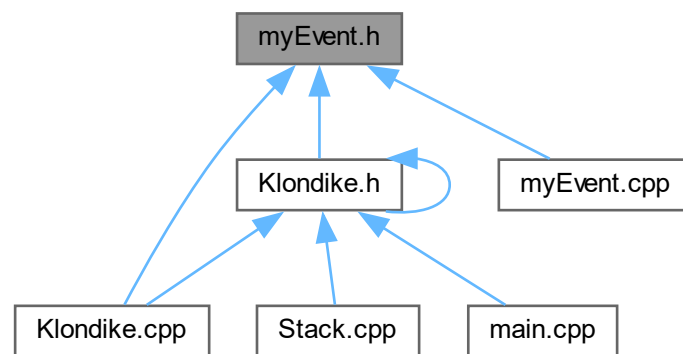 myEvent.h
Klondike.h
myEvent.cpp
Klondike.cpp
Stack.cpp
main.cpp